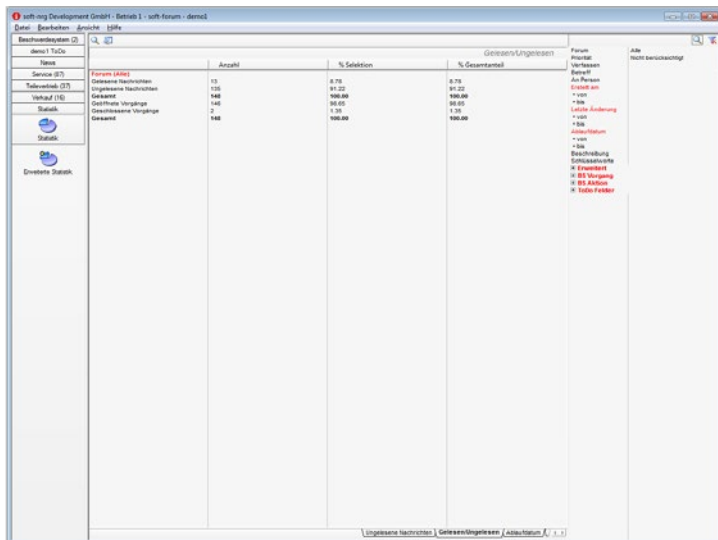 soft-nrg Development GmbH - Betrieb 1 - soft-forum - demo1
Datei Bearbeiten Ansicht Hilfe
Beschwerdesystem (2)
demo1 ToDo
News
Service (87)
Televertrieb (37)
Verkauf (16)
Statistik
Statistik
Erweiterte Statistik
Gelesen/Ungelesen
Anzahl % Selektion % Gesamtanteil
Forum (Alle)
Gelesene Nachrichten 13 8.78 8.78
Ungelesene Nachrichten 135 91.22 91.22
Gesamt 148 100.00 100.00
Geöffnete Vorgänge 146 98.65 98.65
Geschlossene Vorgänge 2 1.35 1.35
Gesamt 148 100.00 100.00
Forum Alle
Priorität Nicht berücksichtigt
Verfasser
Betreff
An Person
Erstellt am
• von
• bis
Letzte Änderung
• von
• bis
Ablaufdatum
• von
• bis
Beschreibung
Schlüsselworte
Erweitert
BS Vorgang
BS Aktion
ToDo Felder
Ungelesene Nachrichten Gelesen/Ungelesen Ablaufdatum